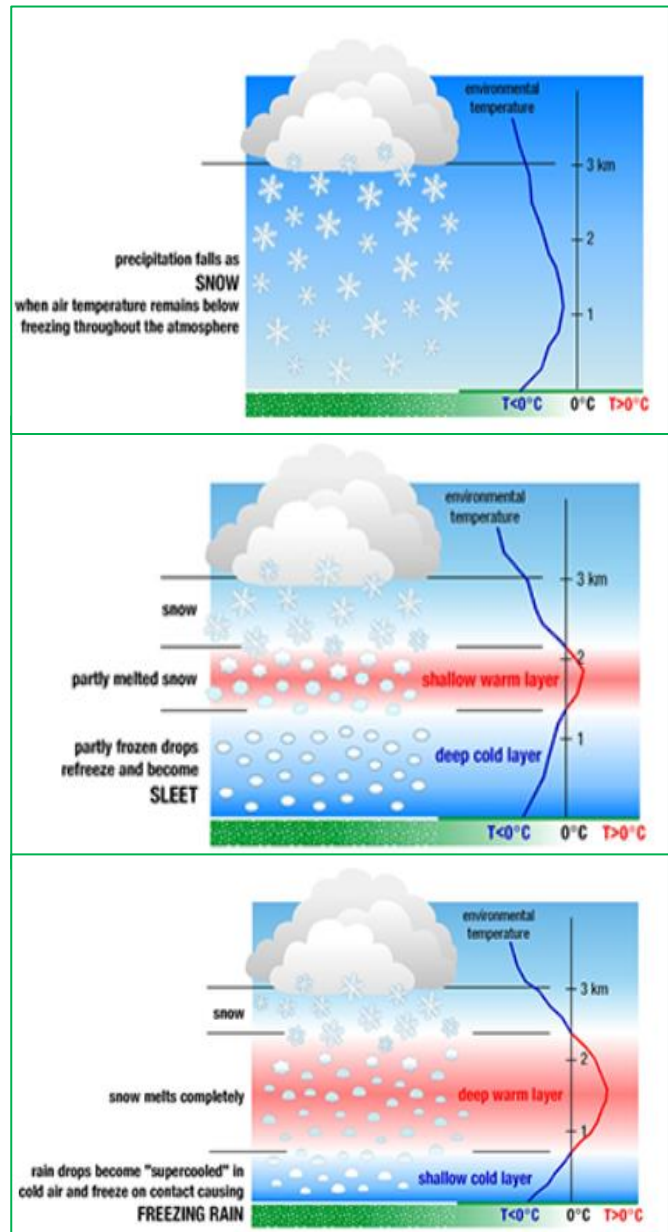 environmental
temperature
3 km
precipitation falls as
SNOW
when air temperature remains below
freezing throughout the atmosphere
2
1
T<0°C 0°C T>0°C
environmental
temperature
3 km
snow
2
partly melted snow
shallow warm layer
1
partly frozen drops
refreeze and become
SLEET
deep cold layer
T<0°C 0°C T>0°C
environmental
temperature
3 km
snow
2
snow melts completely
deep warm layer
1
rain drops become "supercooled" in
cold air and freeze on contact causing
FREEZING RAIN
shallow cold layer
T<0°C 0°C T>0°C